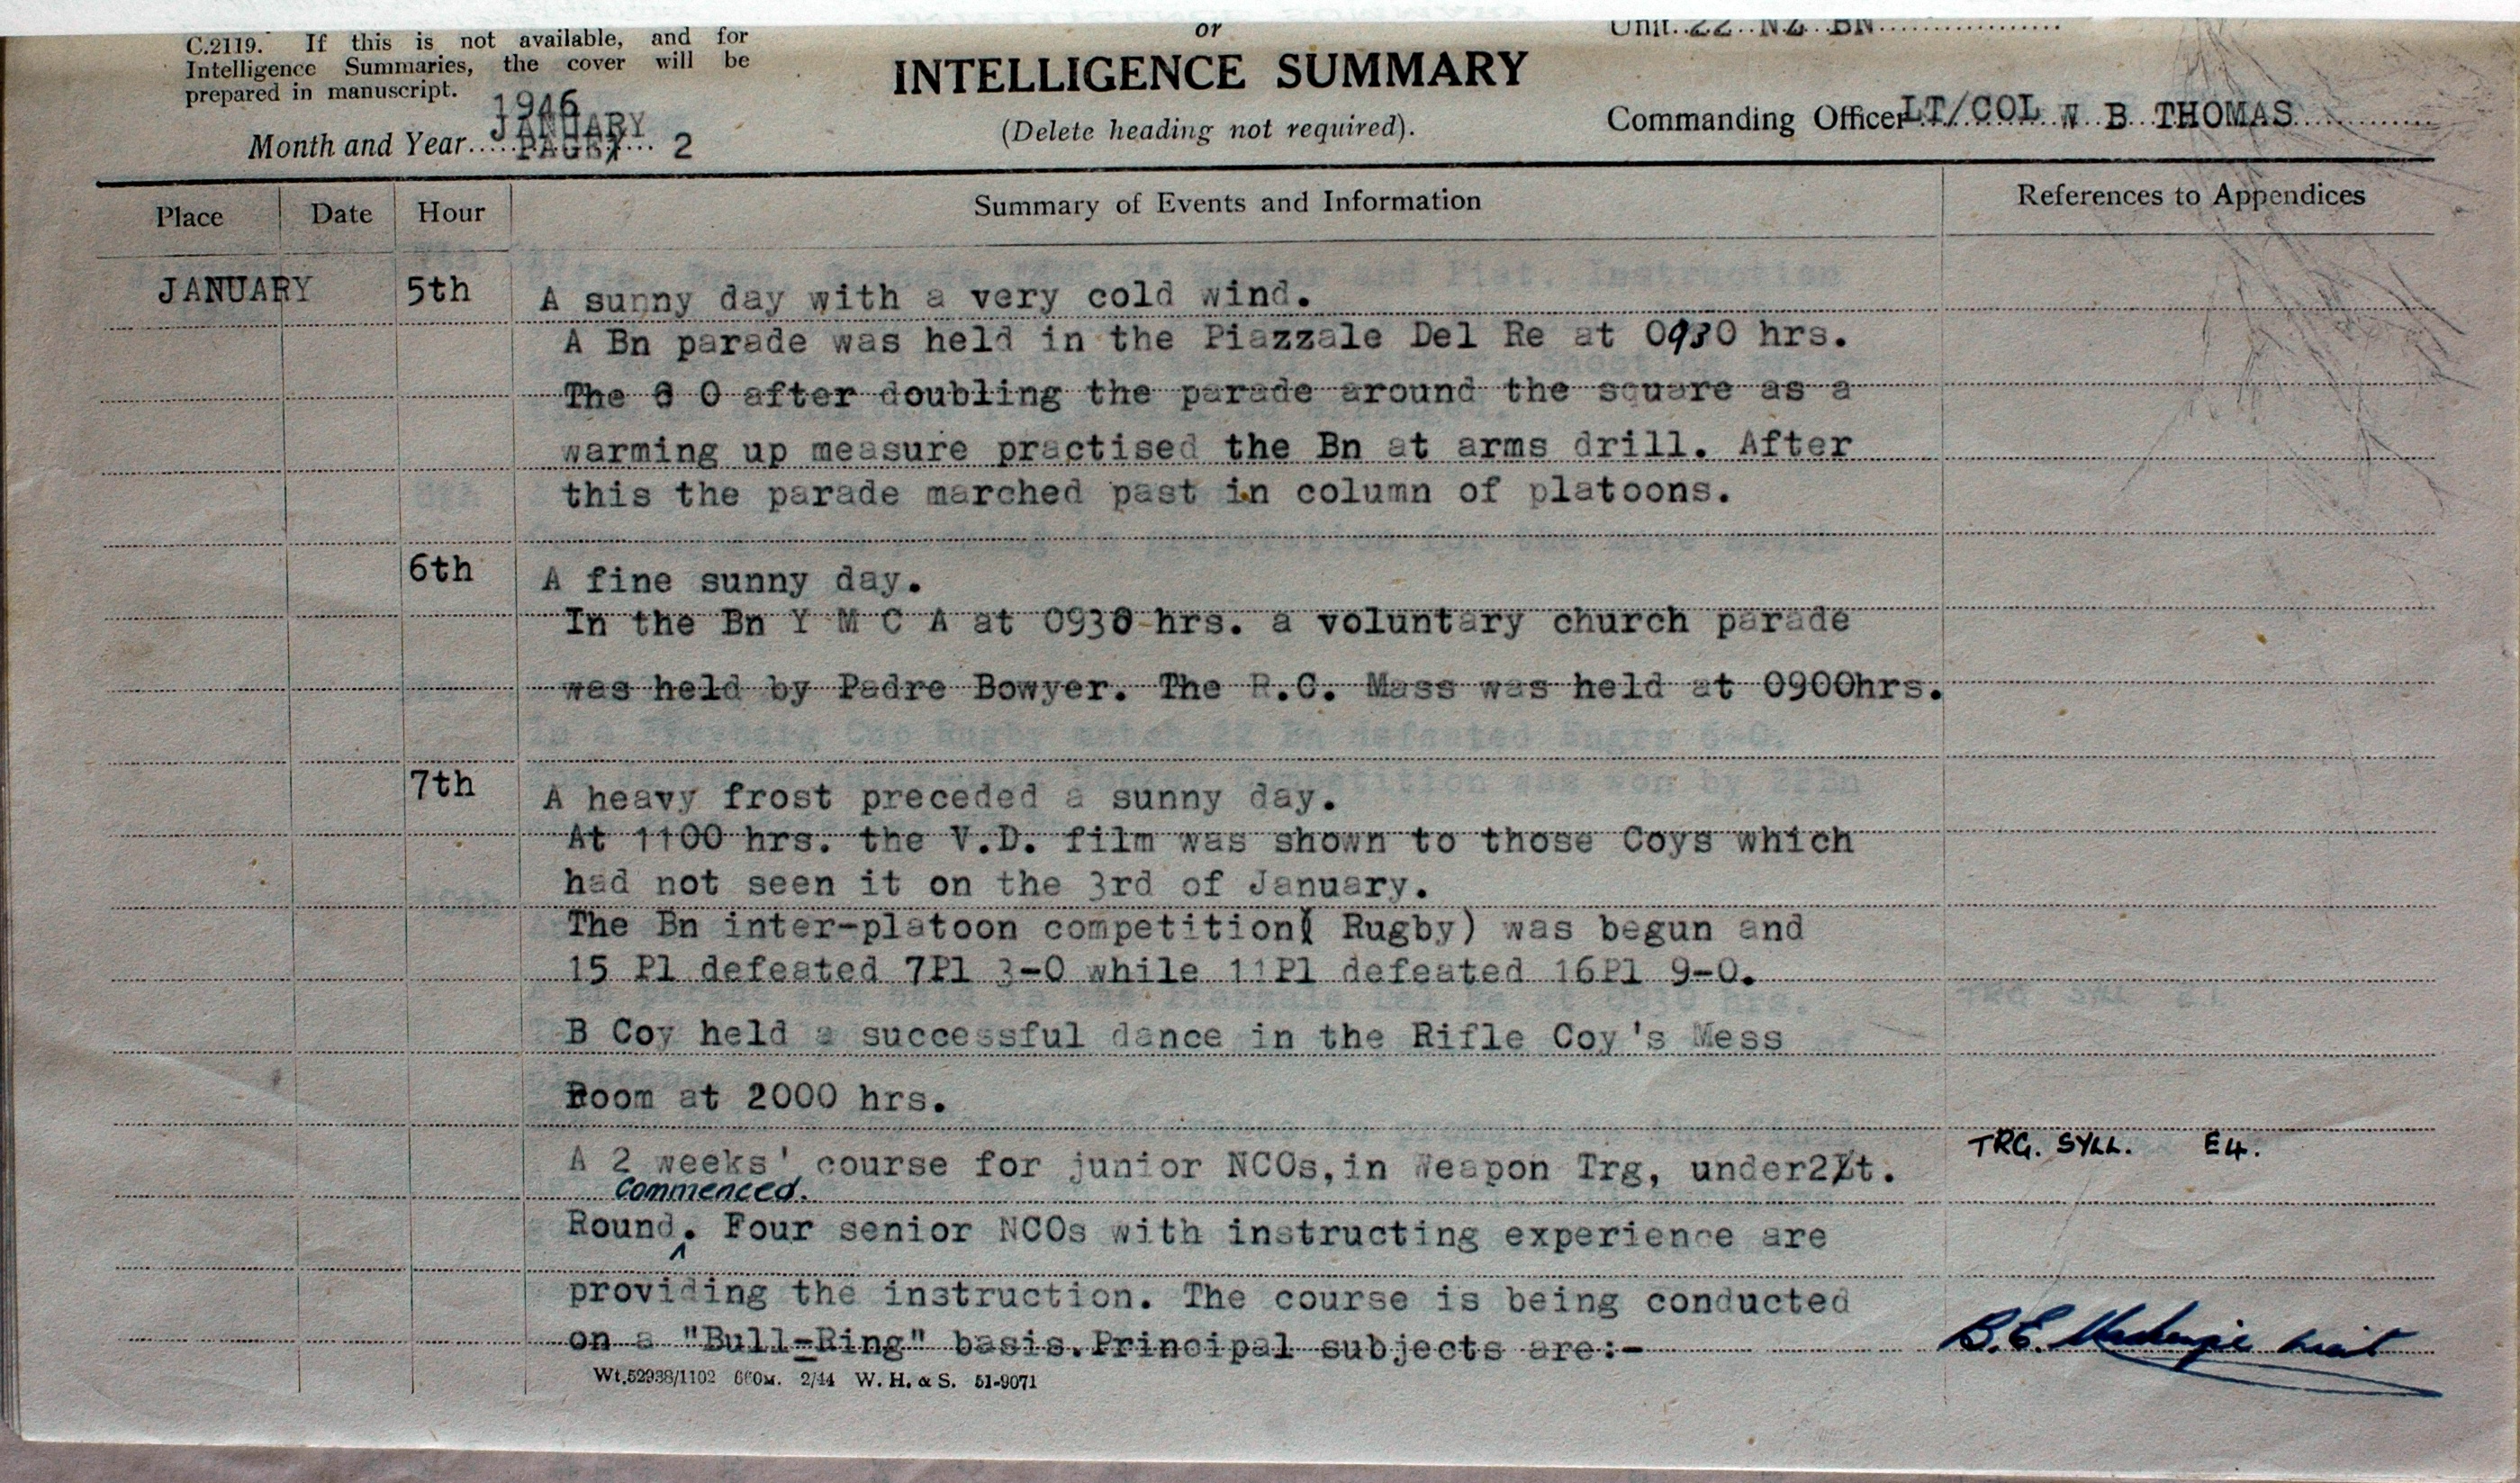 or
Unit..22..NZ..BN
C.2119. If this is not available, and for
Intelligence Summaries, the cover will be
prepared in manuscript.
INTELLIGENCE SUMMARY
(Delete heading not required).
1946
JANUARY
Month and Year.....PAGE... 2
Commanding Officer LT/COL W B THOMAS
Place Date Hour Summary of Events and Information References to Appendices
JANUARY 5th A sunny day with a very cold wind.
A Bn parade was held in the Piazzale Del Re at 0930 hrs.
The C O after doubling the parade around the square as a
warming up measure practised the Bn at arms drill. After
this the parade marched past in column of platoons.
6th A fine sunny day.
In the Bn Y M C A at 0930 hrs. a voluntary church parade
was held by Padre Bowyer. The R.C. Mass was held at 0900hrs.
7th A heavy frost preceded a sunny day.
At 1100 hrs. the V.D. film was shown to those Coys which
had not seen it on the 3rd of January.
The Bn inter-platoon competition( Rugby) was begun and
15 Pl defeated 7Pl 3-0 while 11Pl defeated 16Pl 9-0.
B Coy held a successful dance in the Rifle Coy's Mess
Room at 2000 hrs.
A 2 weeks' course for junior NCOs,in Weapon Trg, under2Lt. TRG. SYLL. E4.
commenced.
Round. Four senior NCOs with instructing experience are
providing the instruction. The course is being conducted
on a "Bull-Ring" basis.Principal subjects are:-
B.E. Mackenzie Lieut
Wt.52938/1102 660M. 2/44 W. H. & S. 51-9071